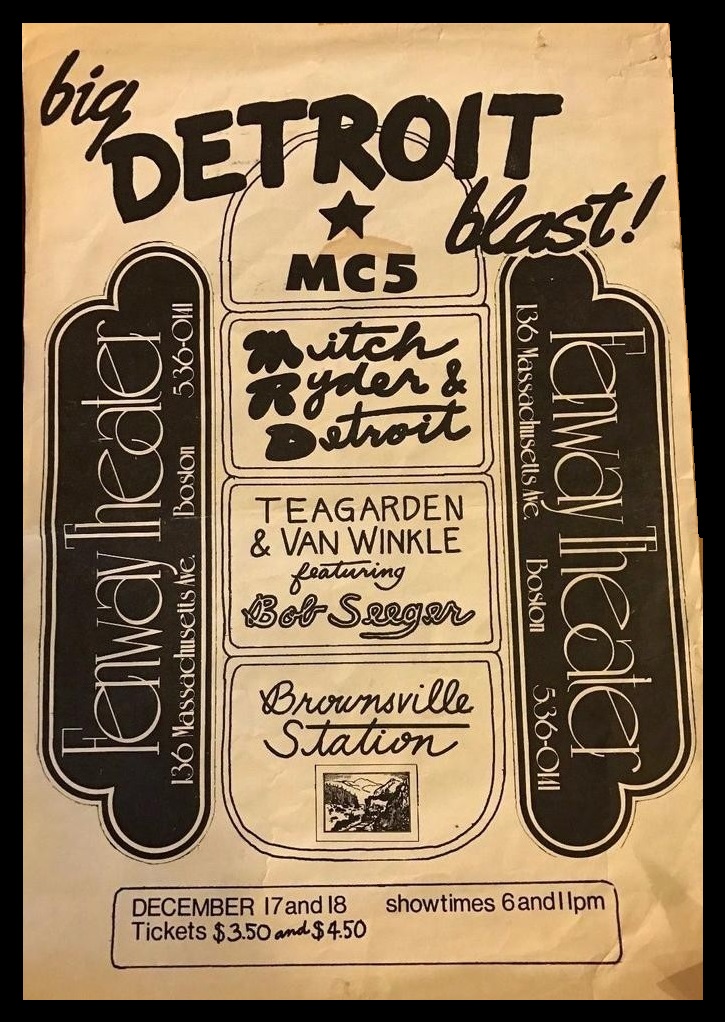 big
DETROIT
blast!
MC5
Mitch
Ryder &
Detroit
TEAGARDEN
& VAN WINKLE
featuring
Bob Seeger
Brownsville
Station
Fenway Theater
136 Massachusetts Ave. Boston 536-0141
Fenway Theater
136 Massachusetts Ave. Boston 536-0141
DECEMBER 17 and 18 showtimes 6 and 11pm
Tickets $3.50 and $4.50